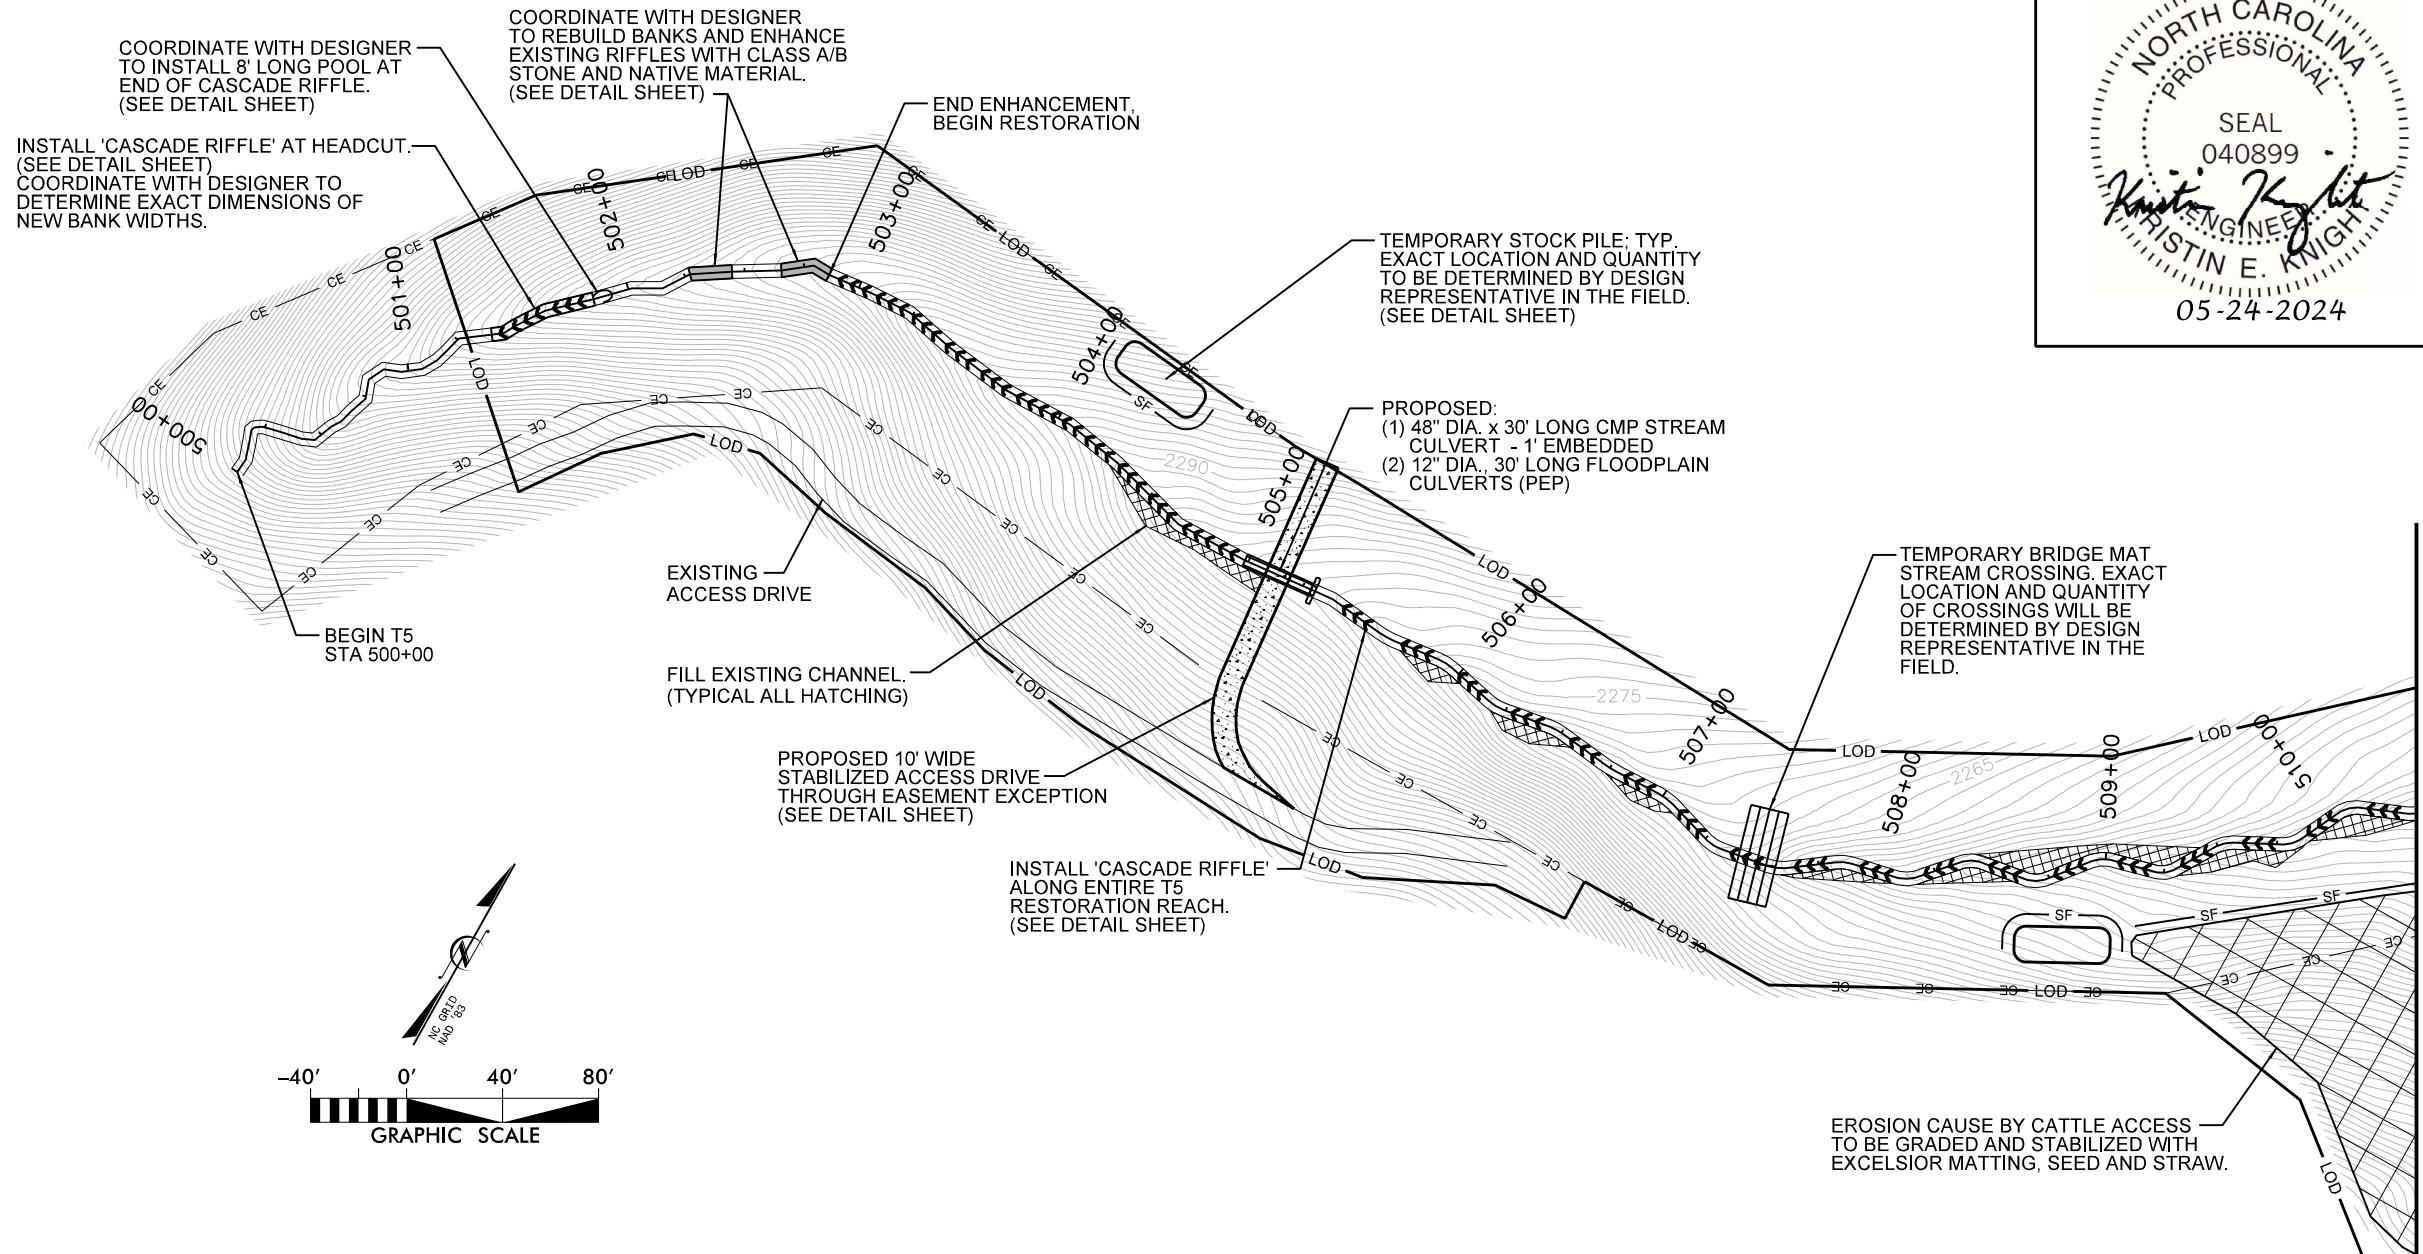 COORDINATE WITH DESIGNER
TO INSTALL 8' LONG POOL AT
END OF CASCADE RIFFLE.
(SEE DETAIL SHEET)
COORDINATE WITH DESIGNER
TO REBUILD BANKS AND ENHANCE
EXISTING RIFFLES WITH CLASS A/B
STONE AND NATIVE MATERIAL.
(SEE DETAIL SHEET)
END ENHANCEMENT,
BEGIN RESTORATION
INSTALL 'CASCADE RIFFLE' AT HEADCUT.
(SEE DETAIL SHEET)
COORDINATE WITH DESIGNER TO
DETERMINE EXACT DIMENSIONS OF
NEW BANK WIDTHS.
NORTH CAROLINA
PROFESSIONAL
SEAL
040899
ENGINEER
KRISTIN E. KNIGHT
05-24-2024
TEMPORARY STOCK PILE; TYP.
EXACT LOCATION AND QUANTITY
TO BE DETERMINED BY DESIGN
REPRESENTATIVE IN THE FIELD.
(SEE DETAIL SHEET)
PROPOSED:
(1) 48" DIA. x 30' LONG CMP STREAM
CULVERT - 1' EMBEDDED
(2) 12" DIA., 30' LONG FLOODPLAIN
CULVERTS (PEP)
TEMPORARY BRIDGE MAT
STREAM CROSSING. EXACT
LOCATION AND QUANTITY
OF CROSSINGS WILL BE
DETERMINED BY DESIGN
REPRESENTATIVE IN THE
FIELD.
500+00
501+00
502+00
503+00
504+00
505+00
506+00
507+00
508+00
509+00
510+00
2290
2275
2265
CE
LOD
SF
BEGIN T5
STA 500+00
EXISTING
ACCESS DRIVE
FILL EXISTING CHANNEL.
(TYPICAL ALL HATCHING)
PROPOSED 10' WIDE
STABILIZED ACCESS DRIVE
THROUGH EASEMENT EXCEPTION
(SEE DETAIL SHEET)
INSTALL 'CASCADE RIFFLE'
ALONG ENTIRE T5
RESTORATION REACH.
(SEE DETAIL SHEET)
NC GRID
NAD '83
-40' 0' 40' 80'
GRAPHIC SCALE
EROSION CAUSE BY CATTLE ACCESS
TO BE GRADED AND STABILIZED WITH
EXCELSIOR MATTING, SEED AND STRAW.